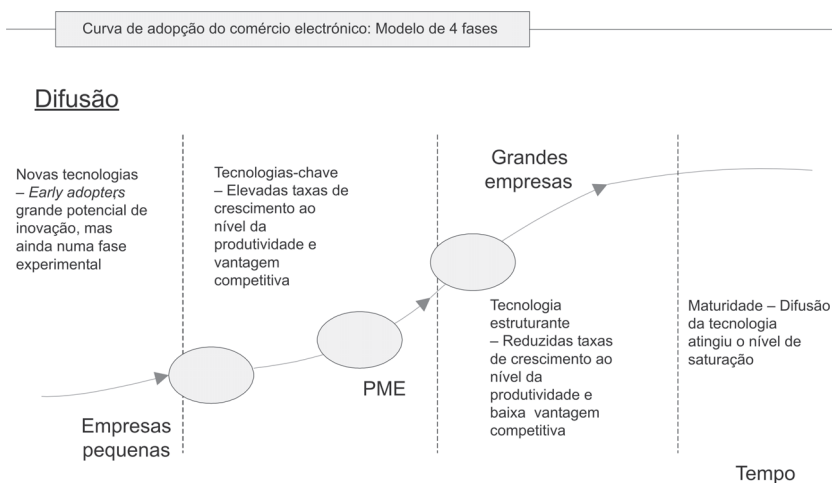 Curva de adopção do comércio electrónico: Modelo de 4 fases
Difusão
Novas tecnologias
– Early adopters
grande potencial de
inovação, mas
ainda numa fase
experimental
Tecnologias-chave
– Elevadas taxas de
crescimento ao
nível da
produtividade e
vantagem
competitiva
Grandes
empresas
Tecnologia
estruturante
– Reduzidas taxas
de crescimento ao
nível da
produtividade e
baixa vantagem
competitiva
Maturidade – Difusão
da tecnologia
atingiu o nível de
saturação
PME
Empresas
pequenas
Tempo